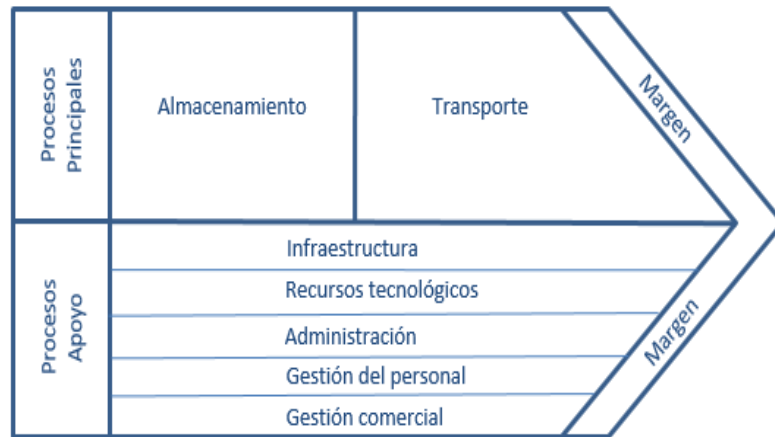 Procesos
Principales
Almacenamiento
Transporte
Margen
Procesos
Apoyo
Infraestructura
Recursos tecnológicos
Administración
Gestión del personal
Gestión comercial
Margen